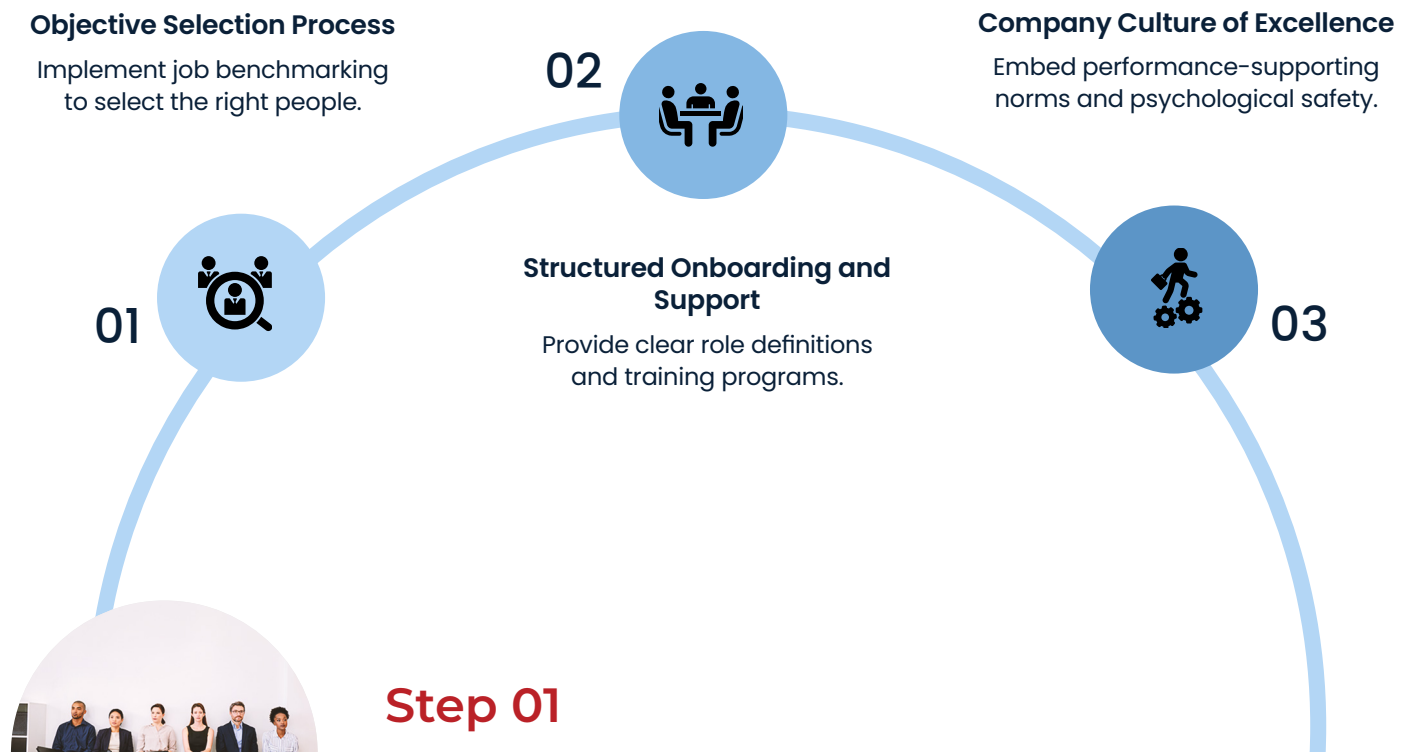 Objective Selection Process
Implement job benchmarking
to select the right people.
01
02
Structured Onboarding and
Support
Provide clear role definitions
and training programs.
Company Culture of Excellence
Embed performance-supporting
norms and psychological safety.
03
Step 01